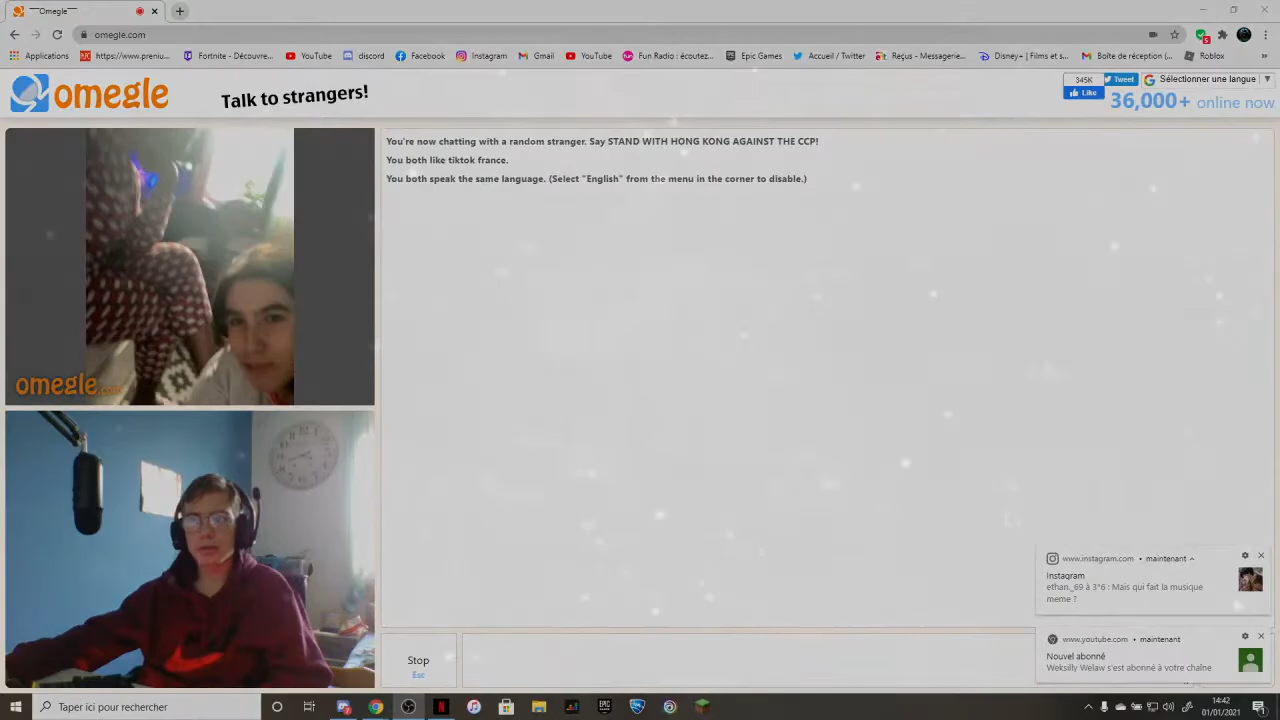 Omegle
omegle.com
Applications
https://www.preniu...
Fortnite - Découvre...
YouTube
discord
Facebook
Instagram
Gmail
YouTube
Fun Radio : écoutez...
Epic Games
Accueil / Twitter
Reçus - Messagerie...
Disney+ | Films et s...
Boîte de réception (...
Roblox
omegle
Talk to strangers!
345K
Tweet
Like
Sélectionner une langue
36,000+ online now
You're now chatting with a random stranger. Say STAND WITH HONG KONG AGAINST THE CCP!
You both like tiktok france.
You both speak the same language. (Select "English" from the menu in the corner to disable.)
omegle.com
www.instagram.com • maintenant
Instagram
ethan._69 à 3*6 : Mais qui fait la musique
meme ?
www.youtube.com • maintenant
Nouvel abonné
Weksilly Welaw s'est abonné à votre chaîne
Stop
Esc
Taper ici pour rechercher
14:42
01/01/2021